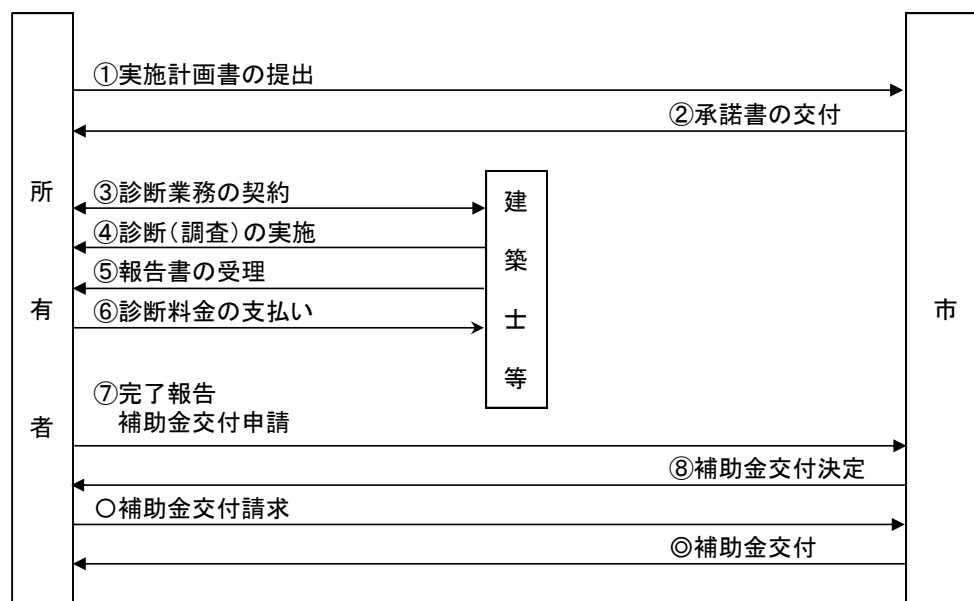 ①実施計画書の提出
②承諾書の交付
所有者
③診断業務の契約
④診断(調査)の実施
⑤報告書の受理
⑥診断料金の支払い
建築士等
市
⑦完了報告
補助金交付申請
⑧補助金交付決定
○補助金交付請求
◎補助金交付